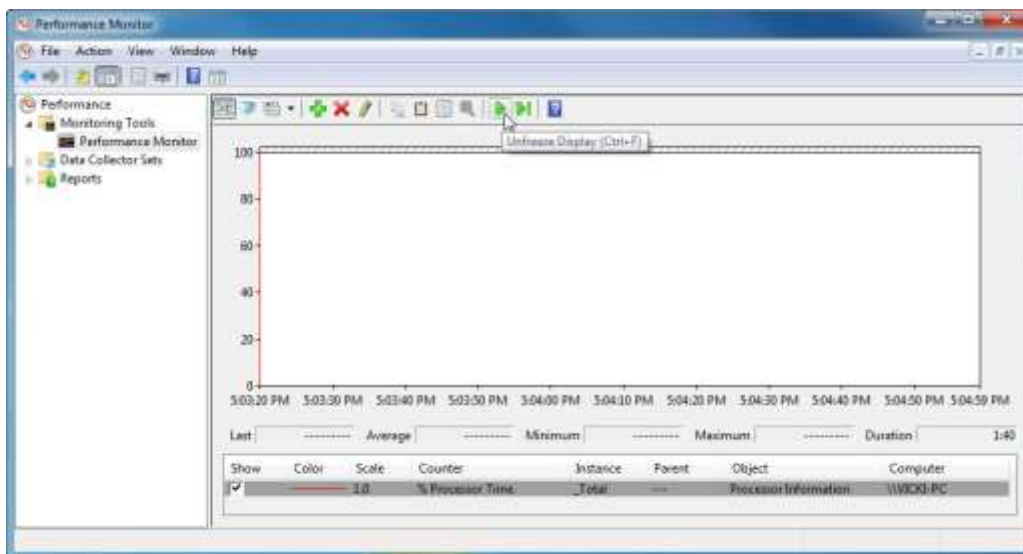 Performance Monitor
File Action View Window Help
Performance
Monitoring Tools
Performance Monitor
Data Collector Sets
Reports
Unfreeze Display (Ctrl+F)
100
80
60
40
20
0
5:03:20 PM 5:03:30 PM 5:03:40 PM 5:03:50 PM 5:04:00 PM 5:04:10 PM 5:04:20 PM 5:04:30 PM 5:04:40 PM 5:04:50 PM 5:04:59 PM
Last ---------- Average ---------- Minimum ---------- Maximum ---------- Duration 1:40
Show Color Scale Counter Instance Parent Object Computer
1.0 % Processor Time _Total --- Processor Information \\VICKI-PC